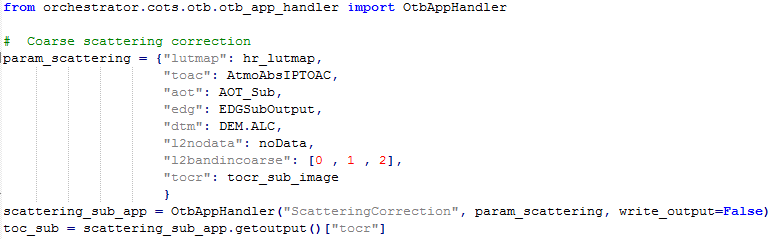 from orchestrator.cots.otb.otb_app_handler import OtbAppHandler
#  Coarse scattering correction
param_scattering = {"lutmap": hr_lutmap,
"toac": AtmoAbsIPTOAC,
"aot": AOT_Sub,
"edg": EDGSubOutput,
"dtm": DEM.ALC,
"l2nodata": noData,
"l2bandincoarse": [0 , 1 , 2],
"tocr": tocr_sub_image
}
scattering_sub_app = OtbAppHandler("ScatteringCorrection", param_scattering, write_output=False)
toc_sub = scattering_sub_app.getoutput()["tocr"]